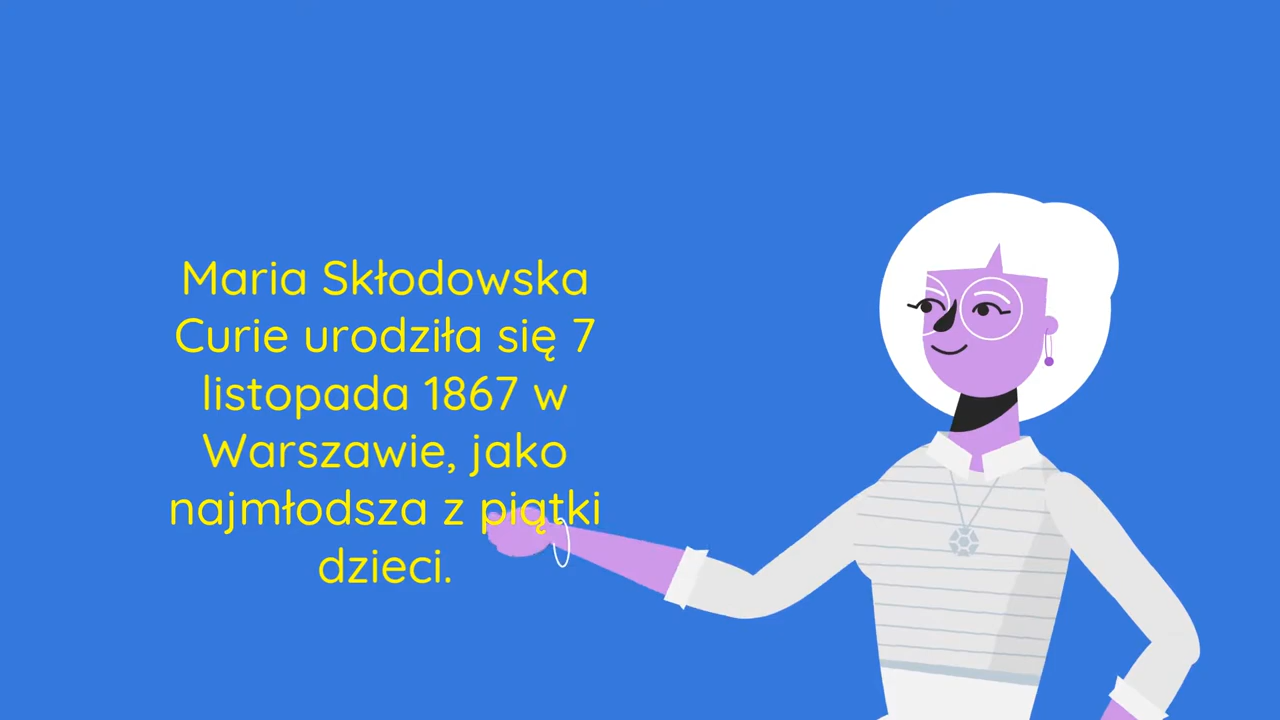 Maria Skłodowska
Curie urodziła się 7
listopada 1867 w
Warszawie, jako
najmłodsza z piątki
dzieci.